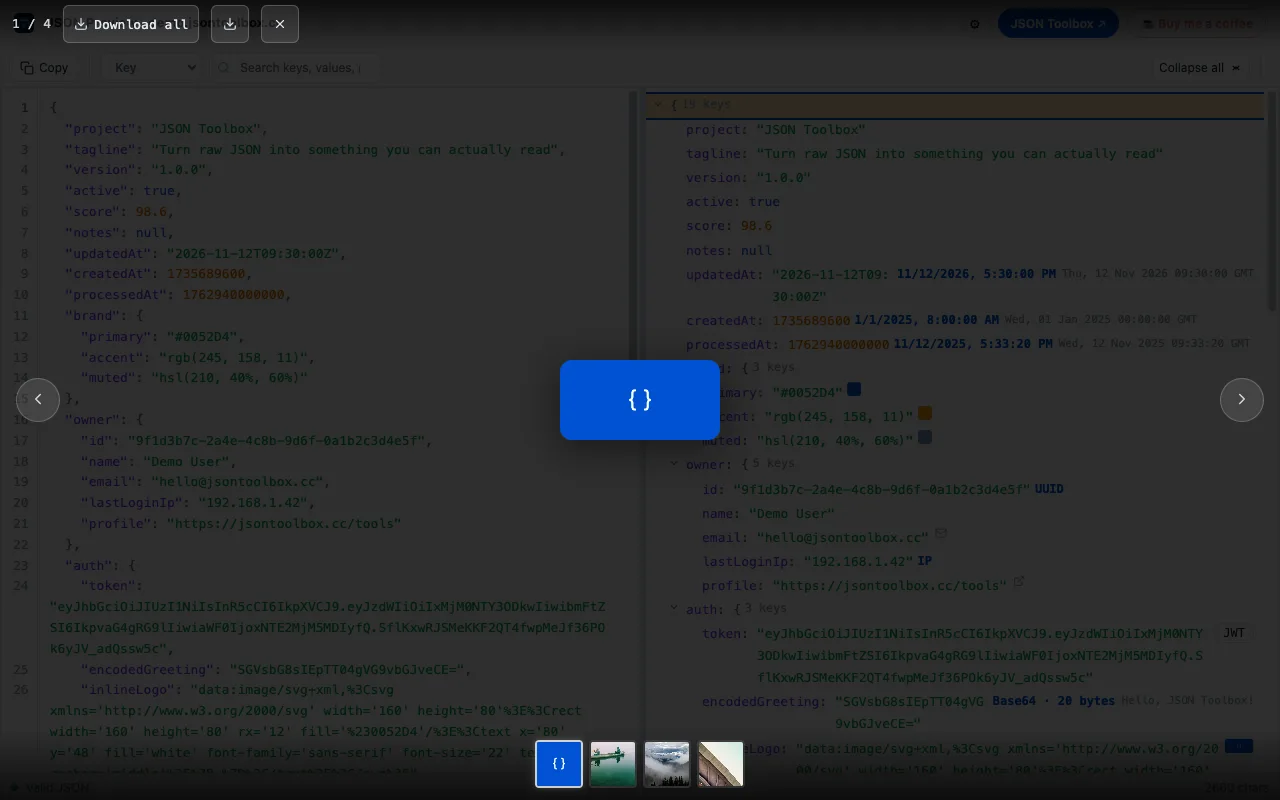 1 / 4
Download all
JSON Toolbox ↗
Buy me a coffee
Copy
Key
Search keys, values,
Collapse all
1 {
2 "project": "JSON Toolbox",
3 "tagline": "Turn raw JSON into something you can actually read",
4 "version": "1.0.0",
5 "active": true,
6 "score": 98.6,
7 "notes": null,
8 "updatedAt": "2026-11-12T09:30:00Z",
9 "createdAt": 1735689600,
10 "processedAt": 1762940000000,
11 "brand": {
12 "primary": "#0052D4",
13 "accent": "rgb(245, 158, 11)",
14 "muted": "hsl(210, 40%, 60%)"
},
16 "owner": {
17 "id": "9f1d3b7c-2a4e-4c8b-9d6f-0a1b2c3d4e5f",
18 "name": "Demo User",
19 "email": "hello@jsontoolbox.cc",
20 "lastLoginIp": "192.168.1.42",
21 "profile": "https://jsontoolbox.cc/tools"
22 },
23 "auth": {
24 "token":
"eyJhbGciOiJIUzI1NiIsInR5cCI6IkpXVCJ9.eyJzdWIiOiIxMjM0NTY3ODkwIiwibmFtZ
SI6IkpvaG4gRG9lIiwiaWF0IjoxNTE2MjM5MDIyfQ.SflKxwRJSMeKKF2QT4fwpMeJf36PO
k6yJV_adQssw5c",
25 "encodedGreeting": "SGVsbG8sIEpTT04gVG9vbGJveCE=",
26 "inlineLogo": "data:image/svg+xml,%3Csvg
xmlns='http://www.w3.org/2000/svg' width='160' height='80'%3E%3Crect
width='160' height='80' rx='12' fill='%230052D4'/%3E%3Ctext x='80'
y='48' fill='white' font-family='sans-serif' font-size='22'
{ 19 keys
project: "JSON Toolbox"
tagline: "Turn raw JSON into something you can actually read"
version: "1.0.0"
active: true
score: 98.6
notes: null
updatedAt: "2026-11-12T09: 11/12/2026, 5:30:00 PM Thu, 12 Nov 2026 09:30:00 GMT
30:00Z"
createdAt: 1735689600 1/1/2025, 8:00:00 AM Wed, 01 Jan 2025 00:00:00 GMT
processedAt: 1762940000000 11/12/2025, 5:33:20 PM Wed, 12 Nov 2025 09:33:20 GMT
{ 3 keys
"#0052D4"
"rgb(245, 158, 11)"
muted: "hsl(210, 40%, 60%)"
owner: { 5 keys
id: "9f1d3b7c-2a4e-4c8b-9d6f-0a1b2c3d4e5f" UUID
name: "Demo User"
email: "hello@jsontoolbox.cc"
lastLoginIp: "192.168.1.42" IP
profile: "https://jsontoolbox.cc/tools"
auth: { 3 keys
token: "eyJhbGciOiJIUzI1NiIsInR5cCI6IkpXVCJ9.eyJzdWIiOiIxMjM0NTY JWT
3ODkwIiwibmFtZSI6IkpvaG4gRG9lIiwiaWF0IjoxNTE2MjM5MDIyfQ.S
flKxwRJSMeKKF2QT4fwpMeJf36POk6yJV_adQssw5c"
encodedGreeting: "SGVsbG8sIEpTT04gVG Base64 · 20 bytes Hello, JSON Toolbox!
9vbGJveCE="
"data:image/svg+xml,%3Csvg xmlns='http://www.w3.org/20
00/svg' width='160' height='80'%3E%3Crect width='160'
{}
{}
Valid JSON